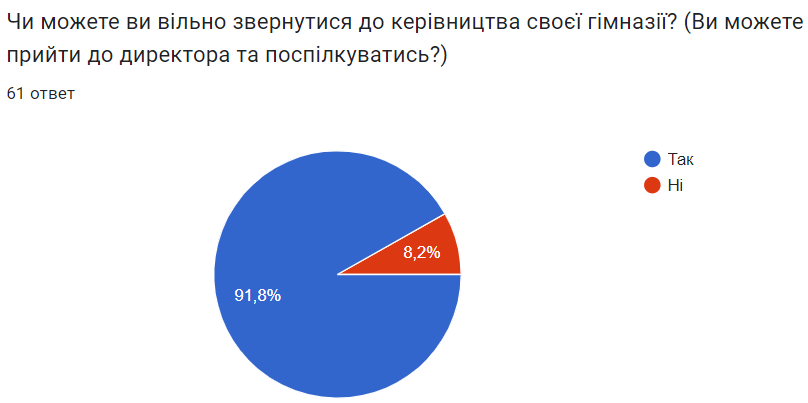 Чи можете ви вільно звернутися до керівництва своєї гімназії? (Ви можете
прийти до директора та поспілкуватись?)
61 ответ
Так
Ні
8,2%
91,8%